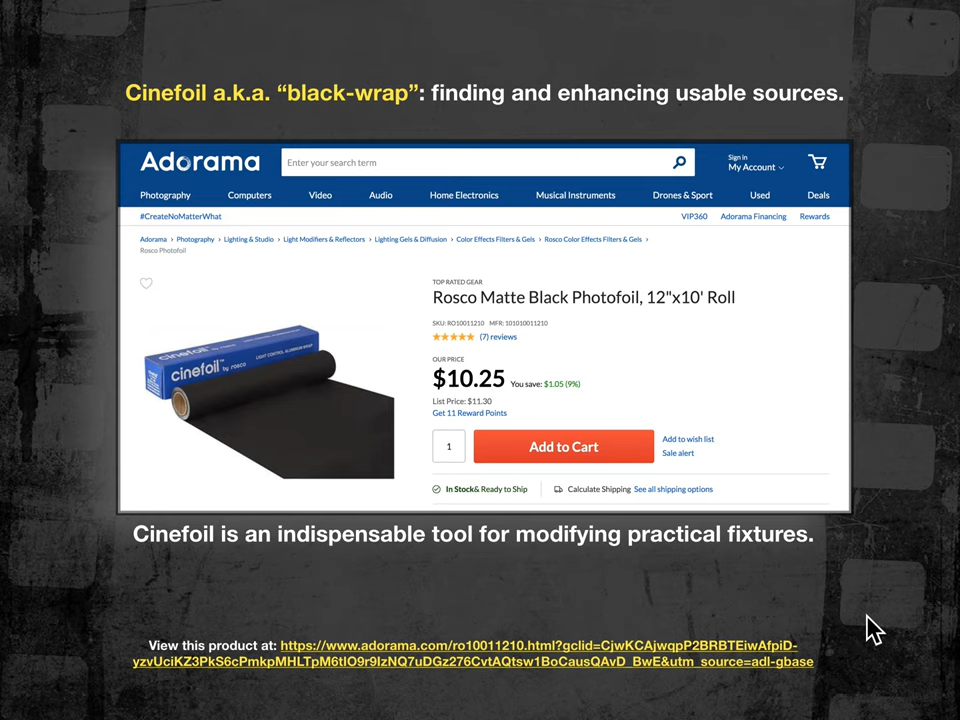 Cinefoil a.k.a. “black-wrap”: finding and enhancing usable sources.
Adorama
Enter your search term
Sign in
My Account
Photography Computers Video Audio Home Electronics Musical Instruments Drones & Sport Used Deals
#CreateNoMatterWhat VIP360 Adorama Financing Rewards
Adorama > Photography > Lighting & Studio > Light Modifiers & Reflectors > Lighting Gels & Diffusion > Color Effects Filters & Gels > Rosco Color Effects Filters & Gels >
Rosco Photofoil
TOP RATED GEAR
Rosco Matte Black Photofoil, 12"x10' Roll
SKU: RO10011210 MFR: 101010011210
(7) reviews
cinefoil™ by rosco LIGHT CONTROL ALUMINUM WRAP
cinefoil
OUR PRICE
$10.25 You save: $1.05 (9%)
List Price: $11.30
Get 11 Reward Points
1 Add to Cart
Add to wish list
Sale alert
In Stock& Ready to Ship Calculate Shipping See all shipping options
Cinefoil is an indispensable tool for modifying practical fixtures.
View this product at: https://www.adorama.com/ro10011210.html?gclid=CjwKCAjwqpP2BRBTEiwAfpiD-
yzvUciKZ3PkS6cPmkpMHLTpM6tIO9r9IzNQ7uDGz276CvtAQtsw1BoCausQAvD_BwE&utm_source=adl-gbase